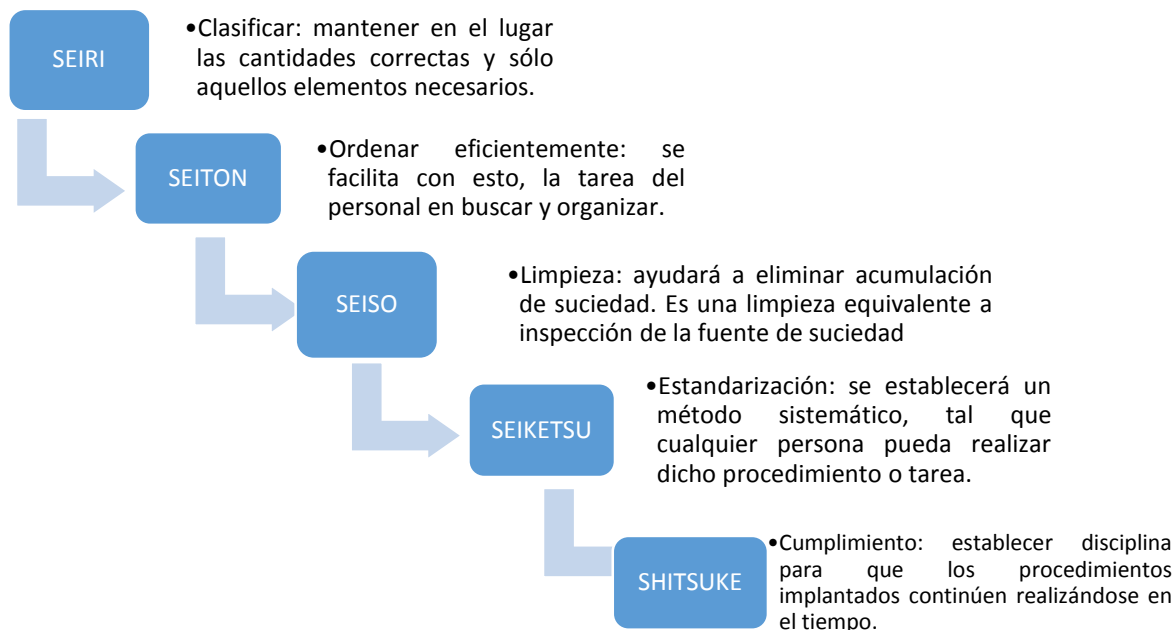 SEIRI
•Clasificar: mantener en el lugar
las cantidades correctas y sólo
aquellos elementos necesarios.
SEITON
•Ordenar eficientemente: se
facilita con esto, la tarea del
personal en buscar y organizar.
SEISO
•Limpieza: ayudará a eliminar acumulación
de suciedad. Es una limpieza equivalente a
inspección de la fuente de suciedad
SEIKETSU
•Estandarización: se establecerá un
método sistemático, tal que
cualquier persona pueda realizar
dicho procedimiento o tarea.
SHITSUKE
•Cumplimiento: establecer disciplina
para que los procedimientos
implantados continúen realizándose en
el tiempo.